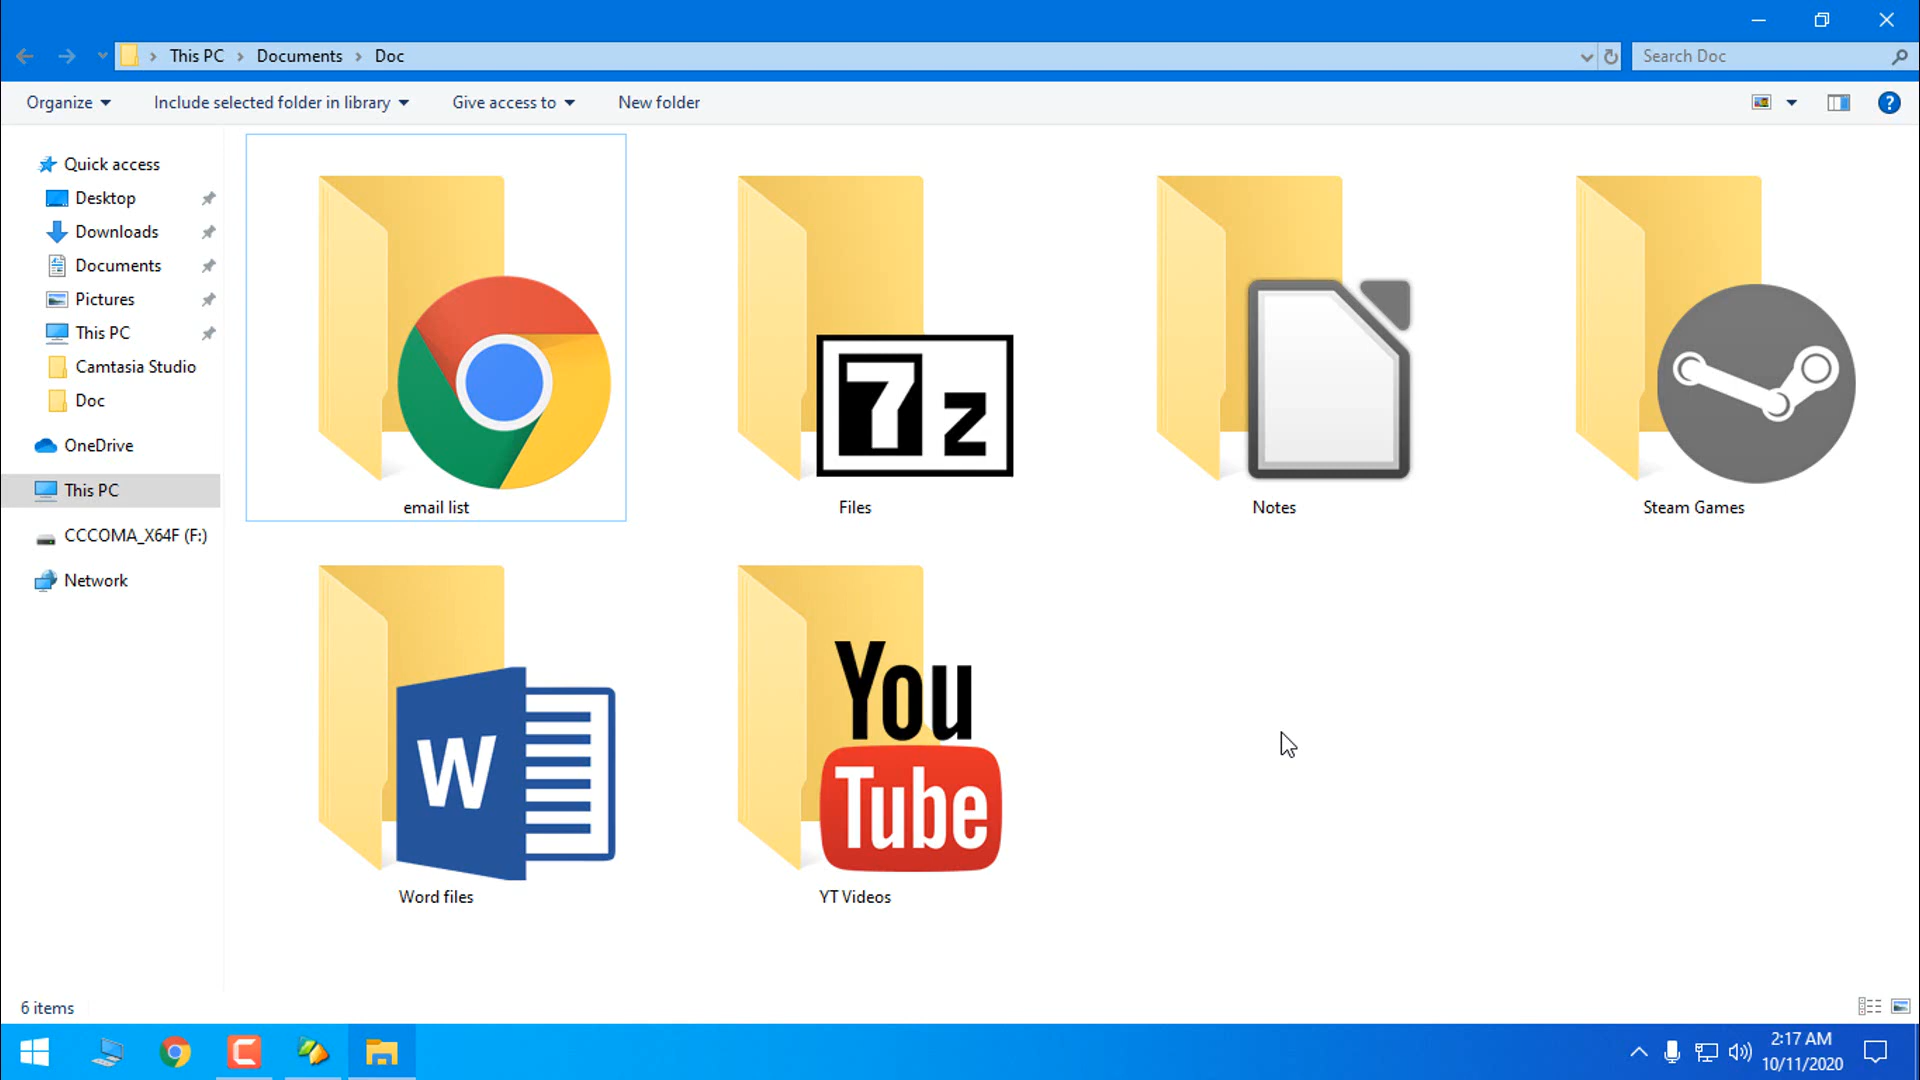 This PC Documents Doc
Search Doc
Organize Include selected folder in library Give access to New folder
?
Quick access
Desktop
Downloads
Documents
Pictures
This PC
Camtasia Studio
Doc
OneDrive
This PC
CCCOMA_X64F (F:)
Network
7z
email list Files Notes Steam Games
W
You
Tube
Word files YT Videos
6 items
C
2:17 AM
10/11/2020